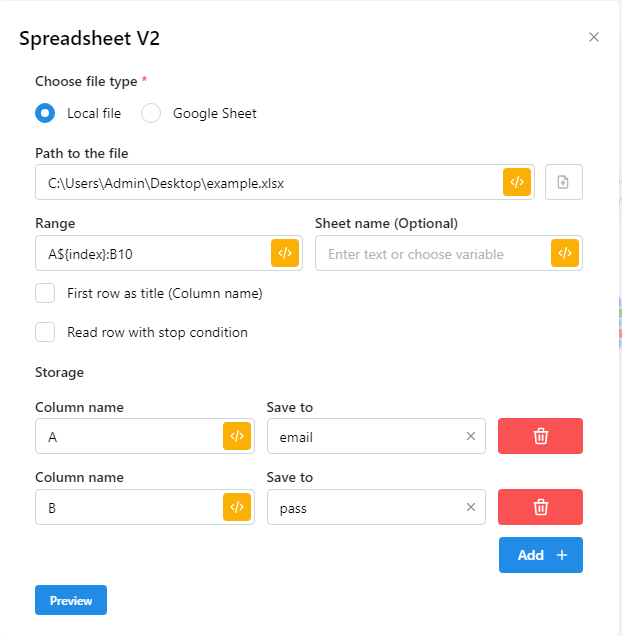 Spreadsheet V2
Choose file type *
Local file Google Sheet
Path to the file
C:\Users\Admin\Desktop\example.xlsx </>
Range Sheet name (Optional)
A${index}:B10 </> Enter text or choose variable </>
First row as title (Column name)
Read row with stop condition
Storage
Column name Save to
A </> email
Column name Save to
B </> pass
Add +
Preview